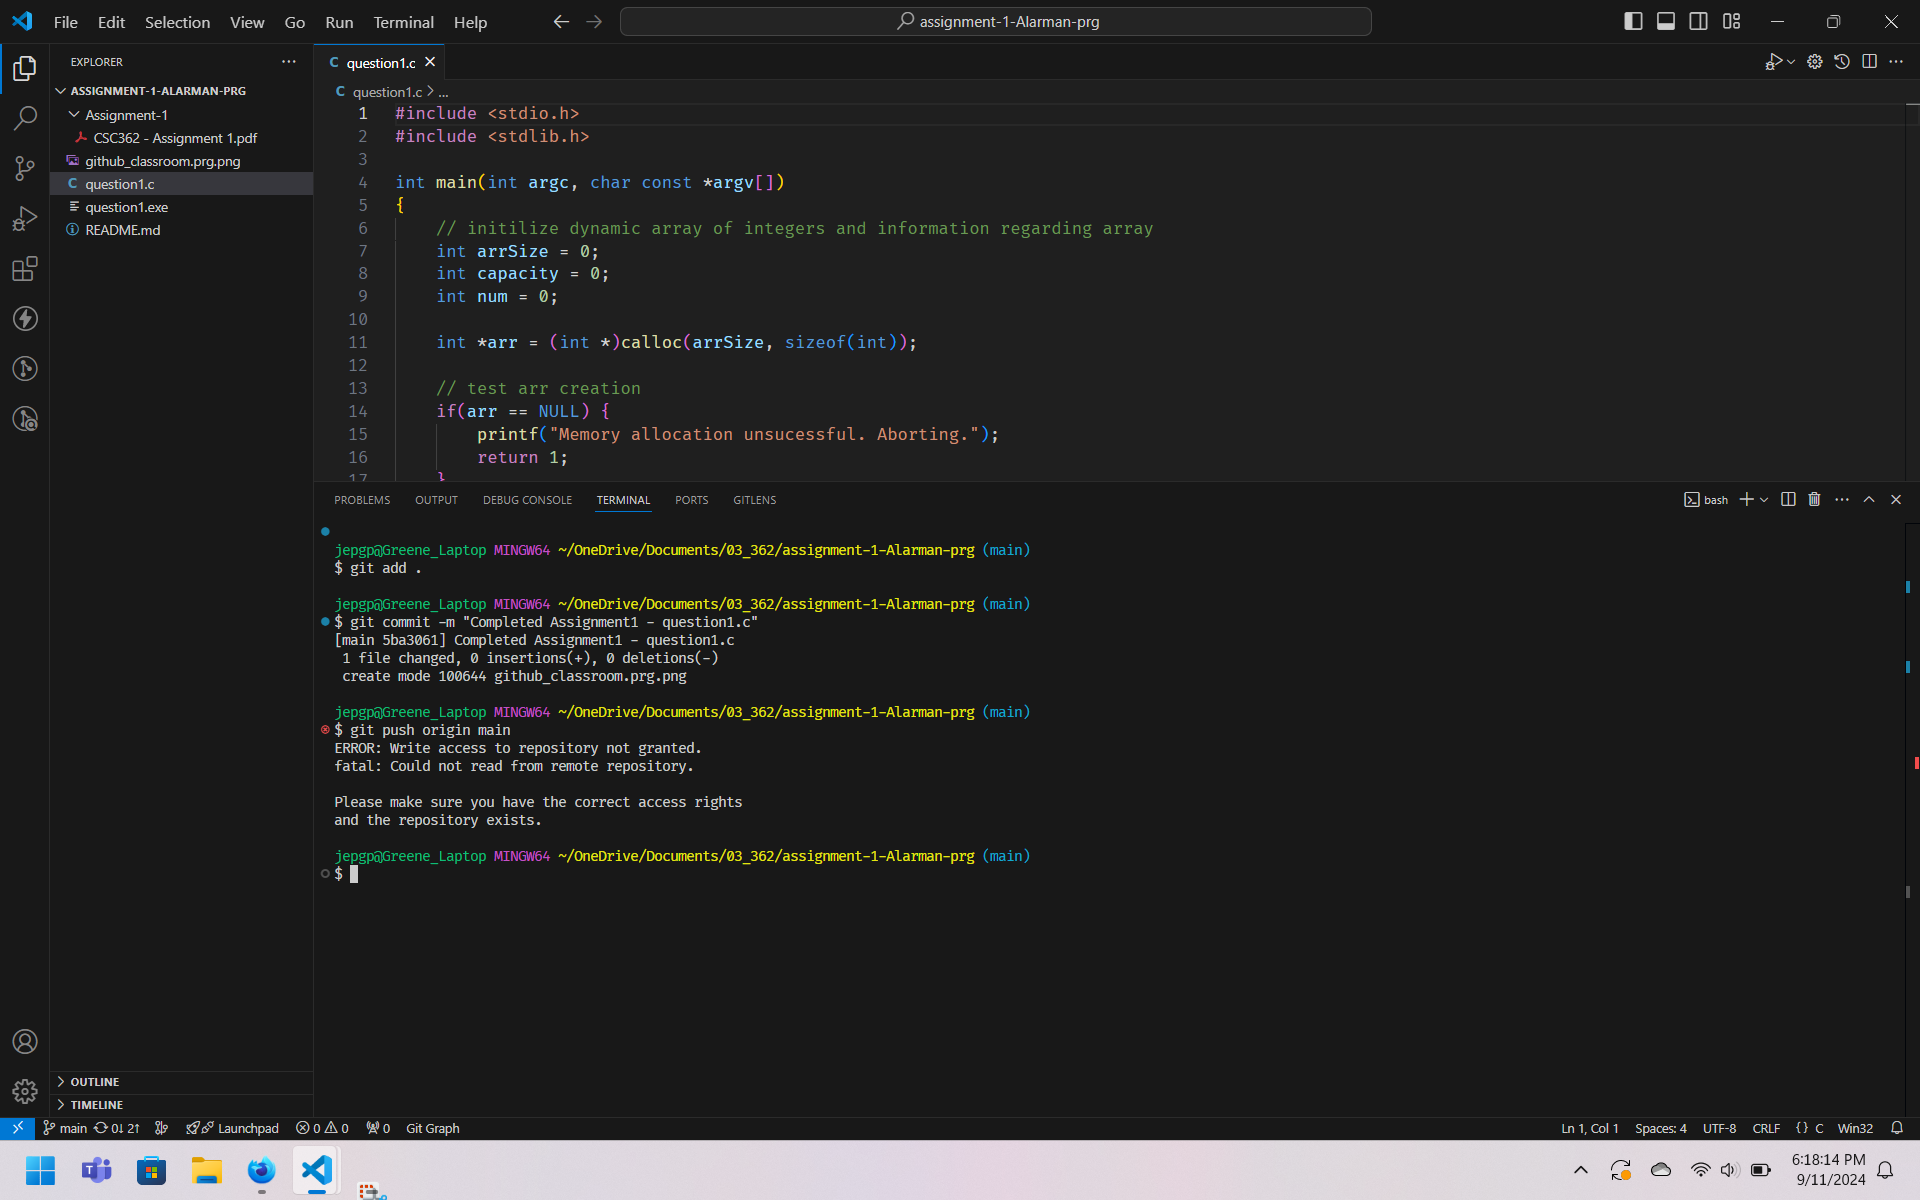 File Edit Selection View Go Run Terminal Help
assignment-1-Alarman-prg
EXPLORER
ASSIGNMENT-1-ALARMAN-PRG
Assignment-1
CSC362 - Assignment 1.pdf
github_classroom.prg.png
C question1.c
question1.exe
README.md
OUTLINE
TIMELINE
C question1.c
C question1.c > ...
1 #include <stdio.h>
2 #include <stdlib.h>
3
4 int main(int argc, char const *argv[])
5 {
6 // initilize dynamic array of integers and information regarding array
7 int arrSize = 0;
8 int capacity = 0;
9 int num = 0;
10
11 int *arr = (int *)calloc(arrSize, sizeof(int));
12
13 // test arr creation
14 if(arr == NULL) {
15 printf("Memory allocation unsucessful. Aborting.");
16 return 1;
17 }
PROBLEMS OUTPUT DEBUG CONSOLE TERMINAL PORTS GITLENS
bash
jepgp@Greene_Laptop MINGW64 ~/OneDrive/Documents/03_362/assignment-1-Alarman-prg (main)
$ git add .
jepgp@Greene_Laptop MINGW64 ~/OneDrive/Documents/03_362/assignment-1-Alarman-prg (main)
$ git commit -m "Completed Assignment1 - question1.c"
[main 5ba3061] Completed Assignment1 - question1.c
1 file changed, 0 insertions(+), 0 deletions(-)
create mode 100644 github_classroom.prg.png
jepgp@Greene_Laptop MINGW64 ~/OneDrive/Documents/03_362/assignment-1-Alarman-prg (main)
$ git push origin main
ERROR: Write access to repository not granted.
fatal: Could not read from remote repository.
Please make sure you have the correct access rights
and the repository exists.
jepgp@Greene_Laptop MINGW64 ~/OneDrive/Documents/03_362/assignment-1-Alarman-prg (main)
$
main 0↓ 2↑ Launchpad 0 0 0 Git Graph
Ln 1, Col 1 Spaces: 4 UTF-8 CRLF {} C Win32
6:18:14 PM
9/11/2024